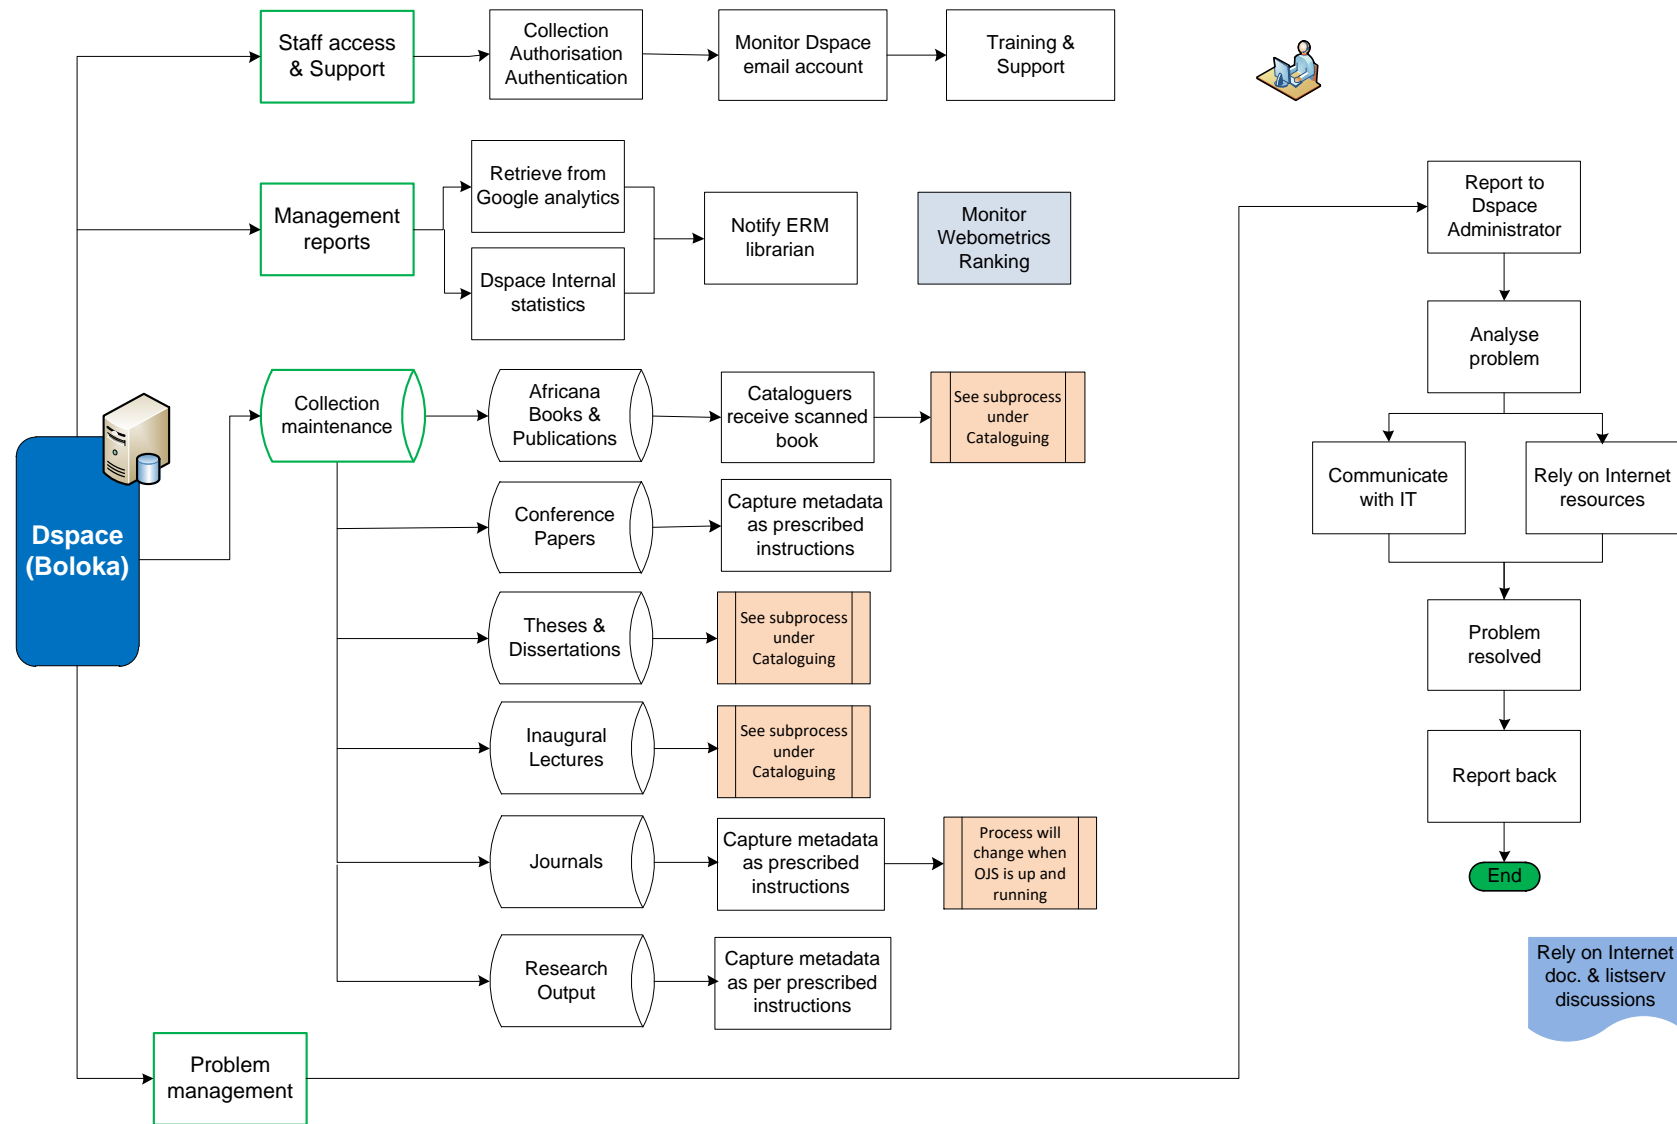 Staff access
& Support
Collection
Authorisation
Authentication
Monitor Dspace
email account
Training &
Support
Management
reports
Retrieve from
Google analytics
Dspace Internal
statistics
Notify ERM
librarian
Monitor
Webometrics
Ranking
Dspace
(Boloka)
Collection
maintenance
Africana
Books &
Publications
Cataloguers
receive scanned
book
See subprocess
under
Cataloguing
Conference
Papers
Capture metadata
as prescribed
instructions
Theses &
Dissertations
See subprocess
under
Cataloguing
Inaugural
Lectures
See subprocess
under
Cataloguing
Journals
Capture metadata
as prescribed
instructions
Process will
change when
OJS is up and
running
Research
Output
Capture metadata
as per prescribed
instructions
Problem
management
Report to
Dspace
Administrator
Analyse
problem
Communicate
with IT
Rely on Internet
resources
Problem
resolved
Report back
End
Rely on Internet
doc. & listserv
discussions